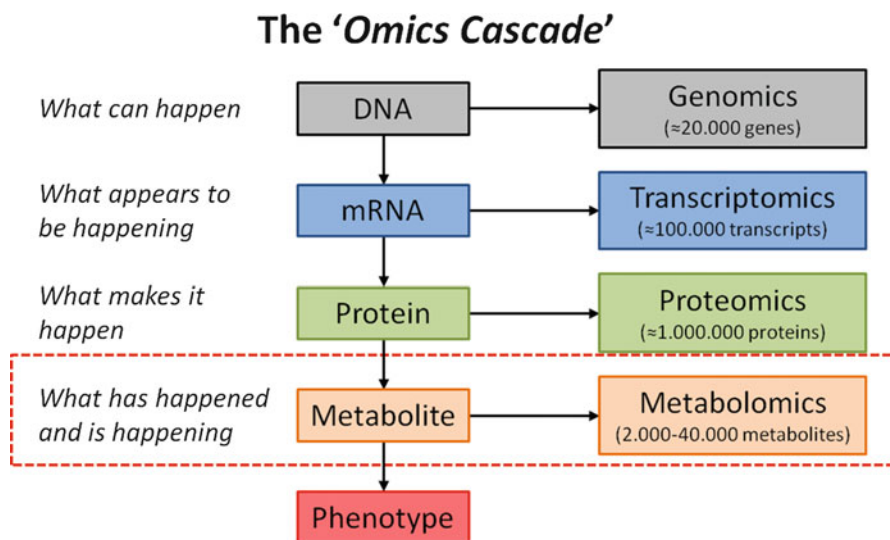 The ‘Omics Cascade’
What can happen
DNA
Genomics
(≈20.000 genes)
What appears to
be happening
mRNA
Transcriptomics
(≈100.000 transcripts)
What makes it
happen
Protein
Proteomics
(≈1.000.000 proteins)
What has happened
and is happening
Metabolite
Metabolomics
(2.000-40.000 metabolites)
Phenotype